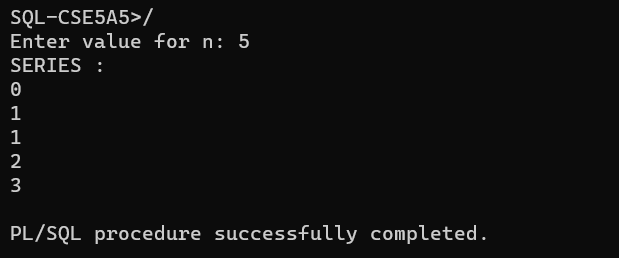 SQL-CSE5A5>/
Enter value for n: 5
SERIES :
0
1
1
2
3
PL/SQL procedure successfully completed.